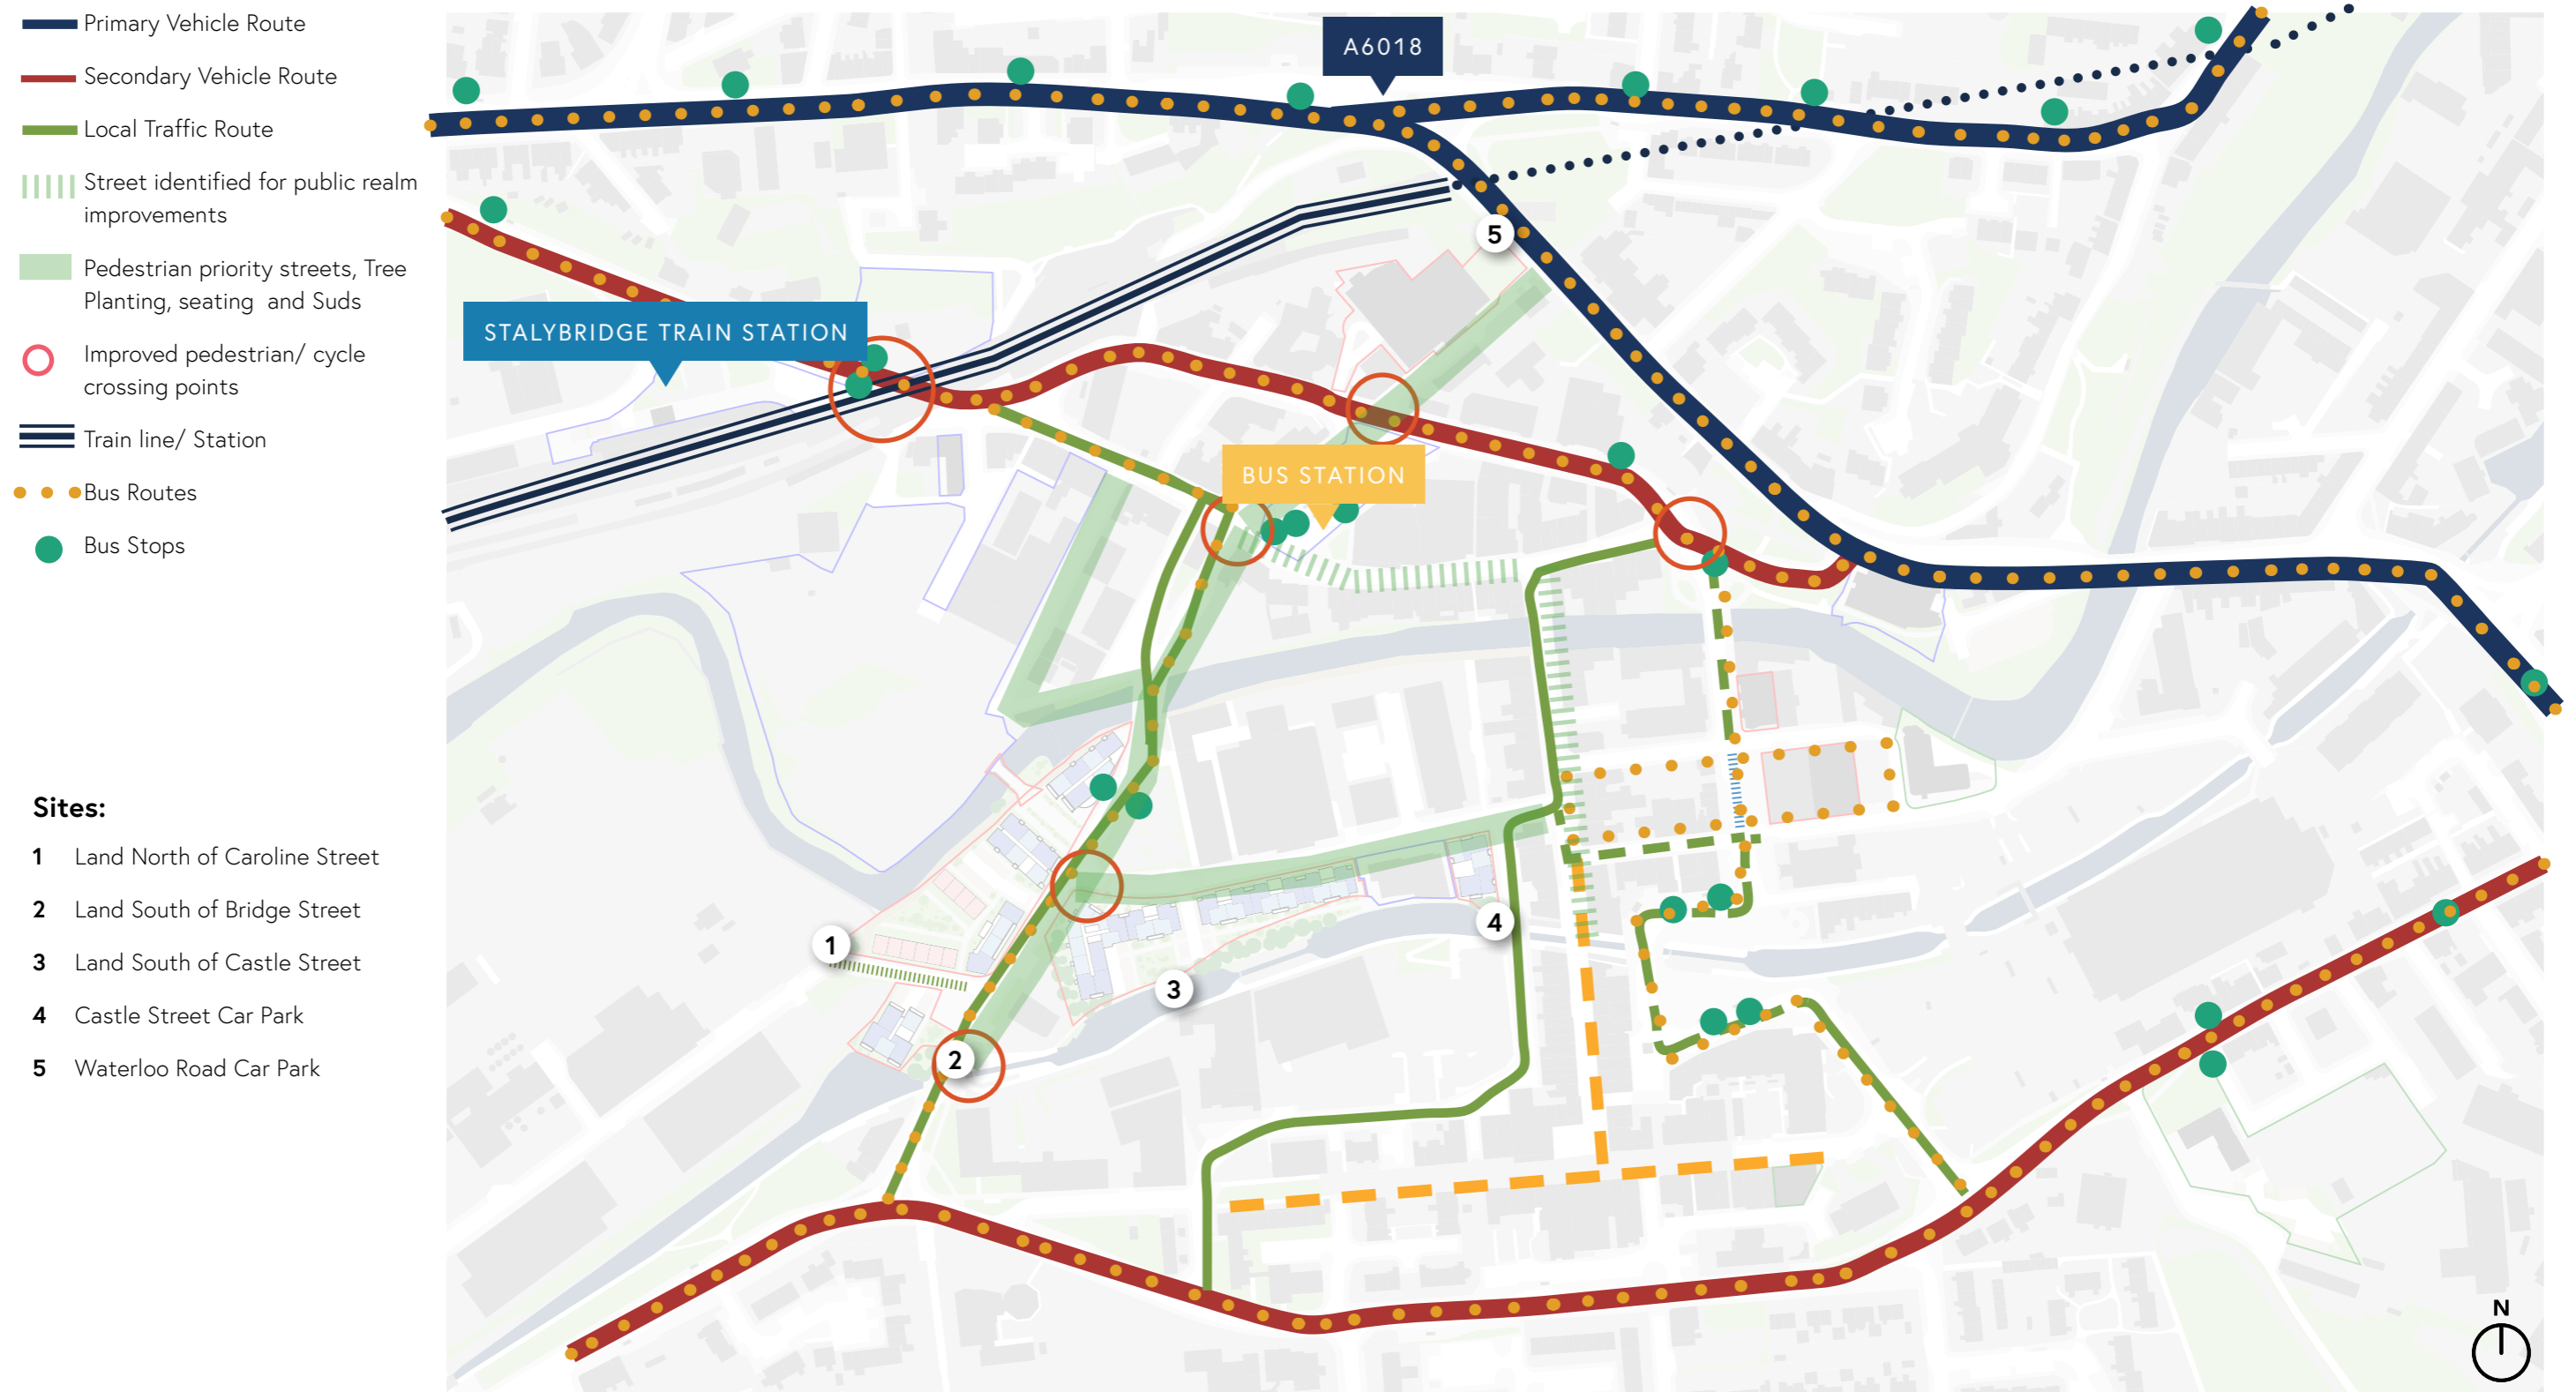 Primary Vehicle Route
Secondary Vehicle Route
Local Traffic Route
Street identified for public realm
improvements
Pedestrian priority streets, Tree
Planting, seating and Suds
Improved pedestrian/ cycle
crossing points
Train line/ Station
Bus Routes
Bus Stops
Sites:
1 Land North of Caroline Street
2 Land South of Bridge Street
3 Land South of Castle Street
4 Castle Street Car Park
5 Waterloo Road Car Park
A6018
5
STALYBRIDGE TRAIN STATION
BUS STATION
4
1
3
2
N